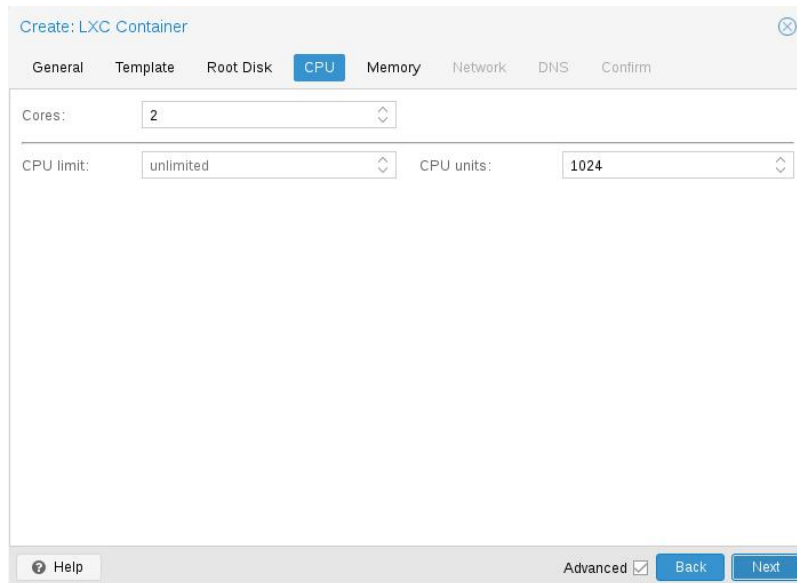 Create: LXC Container
General Template Root Disk CPU Memory Network DNS Confirm
Cores: 2
CPU limit: unlimited CPU units: 1024
Help Advanced Back Next